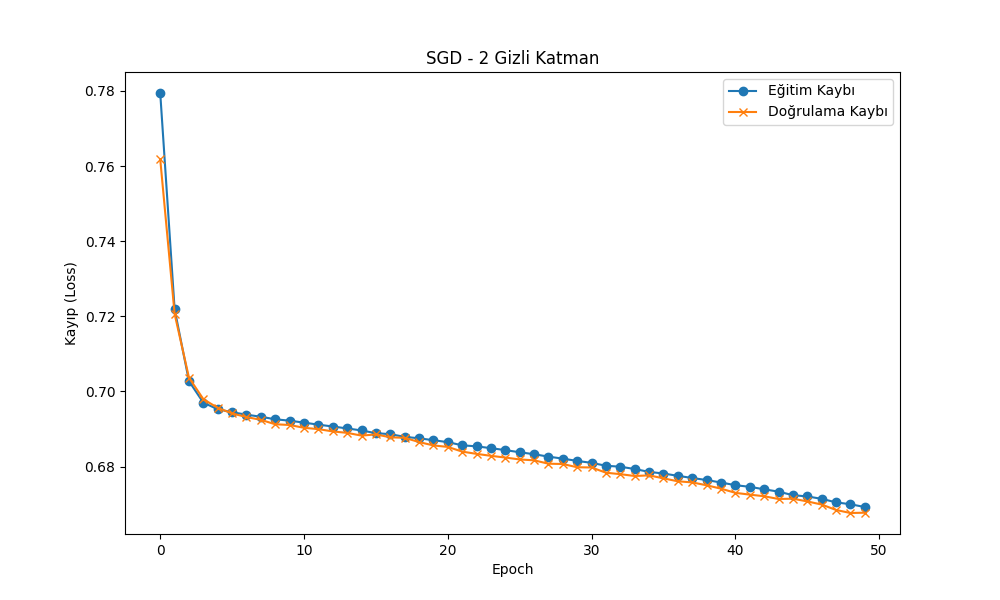 SGD - 2 Gizli Katman
Eğitim Kaybı
Doğrulama Kaybı
Kayıp (Loss)
0.78
0.76
0.74
0.72
0.70
0.68
0 10 20 30 40 50
Epoch